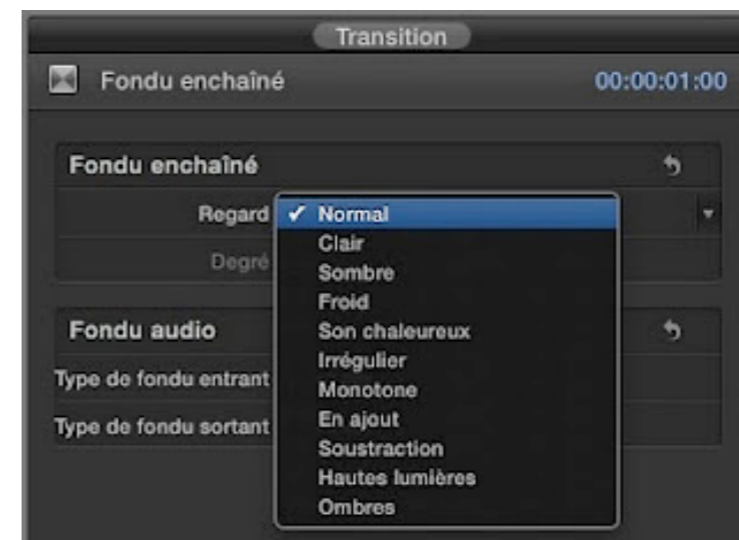 Transition
Fondu enchaîné 00:00:01:00
Fondu enchaîné
Regard ✓ Normal
Clair
Degré
Sombre
Froid
Fondu audio
Son chaleureux
Irrégulier
Type de fondu entrant
Monotone
En ajout
Type de fondu sortant
Soustraction
Hautes lumières
Ombres